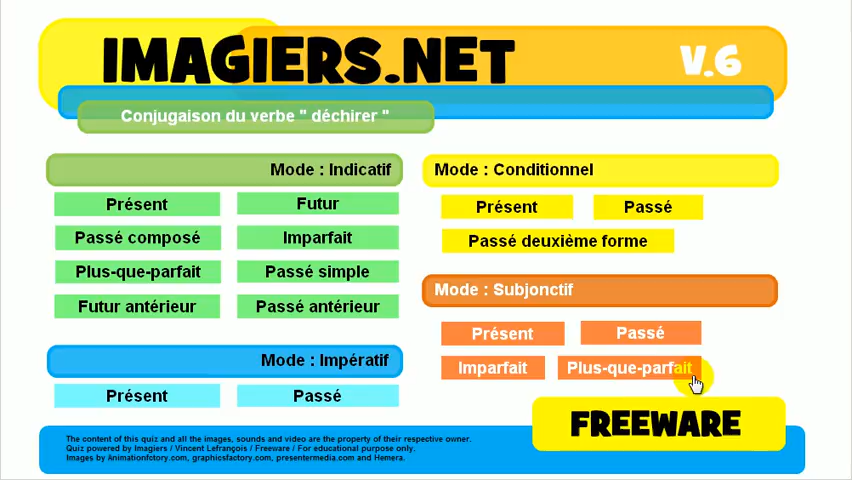 IMAGIERS.NET
V.6
Conjugaison du verbe " déchirer "
Mode : Indicatif
Présent
Futur
Passé composé
Imparfait
Plus-que-parfait
Passé simple
Futur antérieur
Passé antérieur
Mode : Impératif
Présent
Passé
Mode : Conditionnel
Présent
Passé
Passé deuxième forme
Mode : Subjonctif
Présent
Passé
Imparfait
Plus-que-parfait
FREEWARE
The content of this quiz and all the images, sounds and video are the property of their respective owner.
Quiz powered by Imagiers / Vincent Lefrançois / Freeware / For educational purpose only.
Images by Animationfctory.com, graphicsfactory.com, presentermedia.com and Hemera.